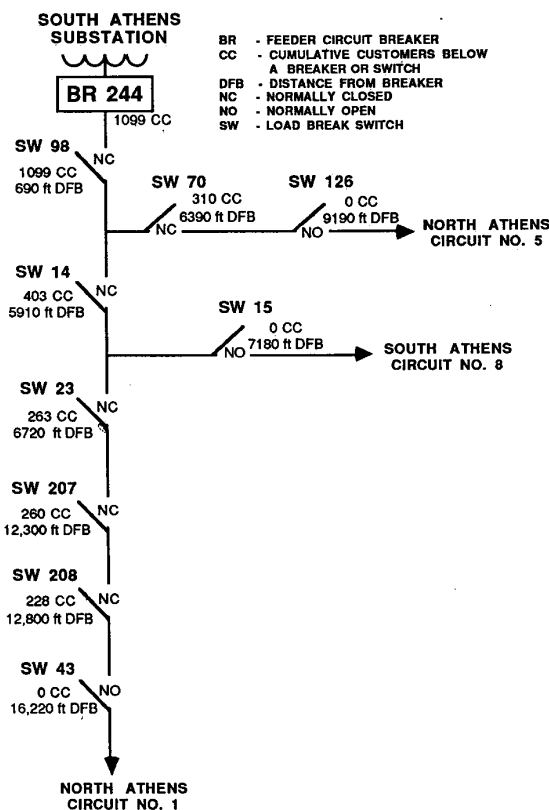 SOUTH ATHENS
SUBSTATION
BR - FEEDER CIRCUIT BREAKER
CC - CUMULATIVE CUSTOMERS BELOW
A BREAKER OR SWITCH
DFB - DISTANCE FROM BREAKER
NC - NORMALLY CLOSED
NO - NORMALLY OPEN
SW - LOAD BREAK SWITCH
BR 244
1099 CC
SW 98
NC
1099 CC
690 ft DFB
SW 70
310 CC
6390 ft DFB
NC
SW 126
0 CC
9190 ft DFB
NO
NORTH ATHENS
CIRCUIT NO. 5
SW 14
NC
403 CC
5910 ft DFB
SW 15
0 CC
7180 ft DFB
NO
SOUTH ATHENS
CIRCUIT NO. 8
SW 23
NC
263 CC
6720 ft DFB
SW 207
NC
260 CC
12,300 ft DFB
SW 208
NC
228 CC
12,800 ft DFB
SW 43
NO
0 CC
16,220 ft DFB
NORTH ATHENS
CIRCUIT NO. 1